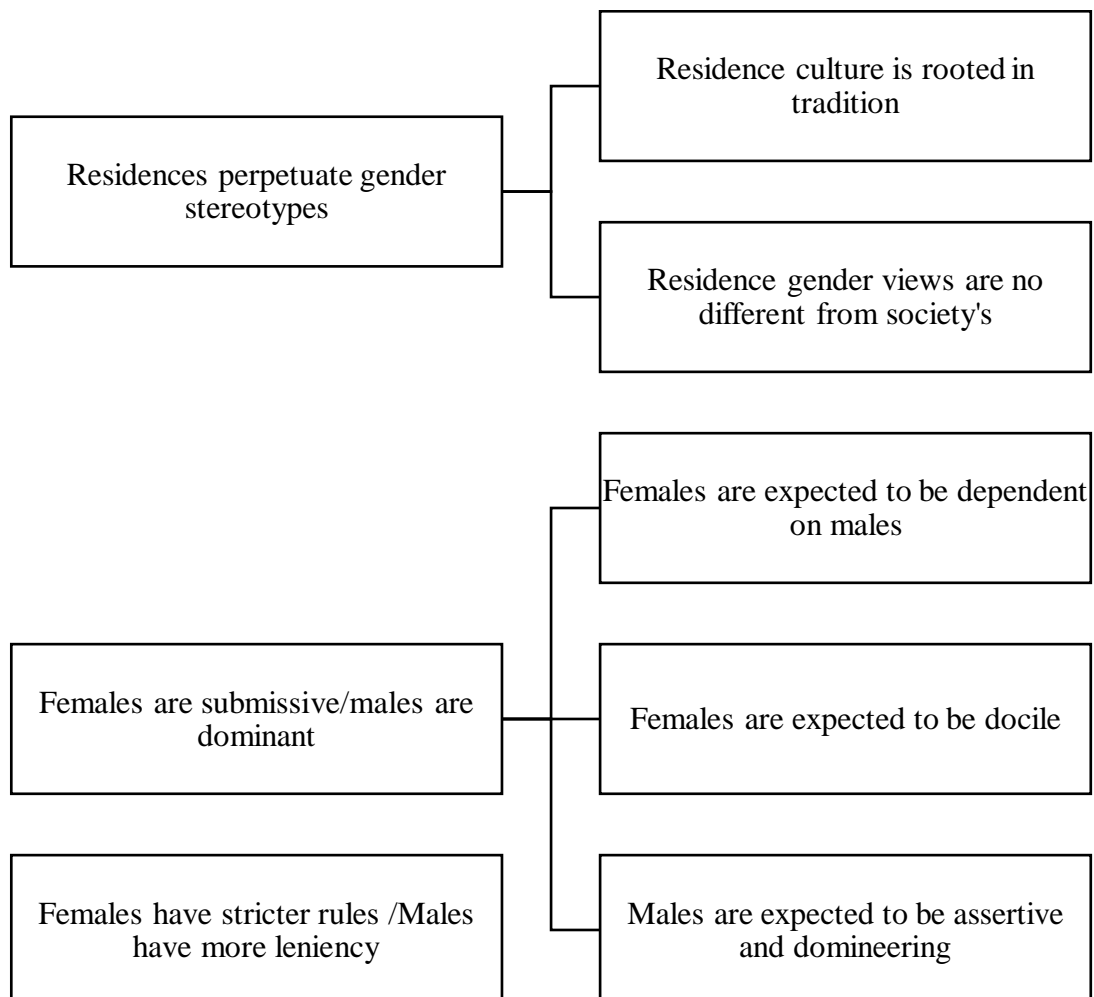 Residence culture is rooted in
tradition
Residences perpetuate gender
stereotypes
Residence gender views are no
different from society's
Females are expected to be dependent
on males
Females are submissive/males are
dominant
Females are expected to be docile
Females have stricter rules /Males
have more leniency
Males are expected to be assertive
and domineering